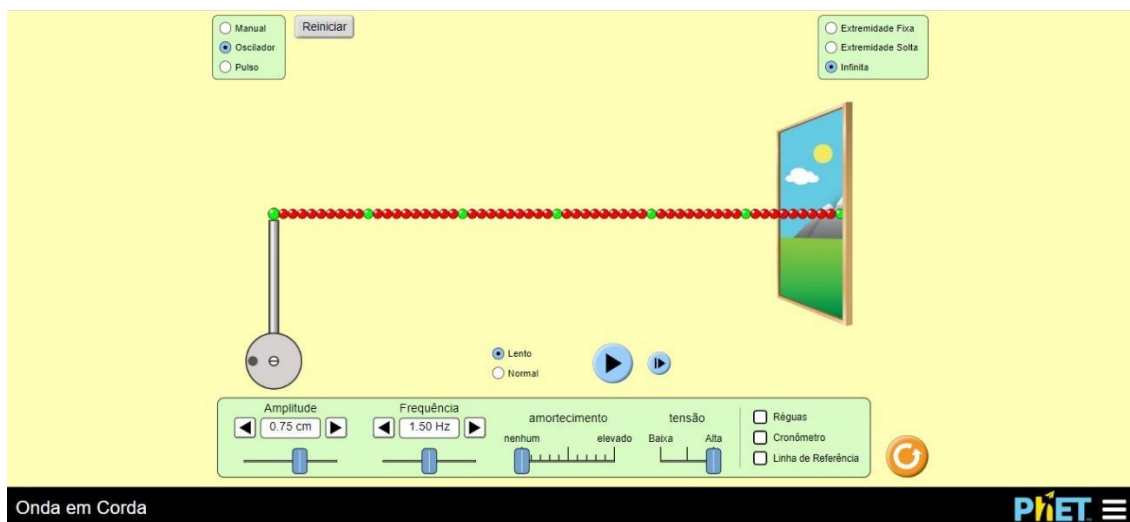 Manual
Oscilador
Pulso
Reiniciar
Extremidade Fixa
Extremidade Solta
Infinita
Lento
Normal
Amplitude
0.75 cm
Frequência
1.50 Hz
amortecimento
nenhum elevado
tensão
Baixa Alta
Réguas
Cronômetro
Linha de Referência
Onda em Corda
PhET